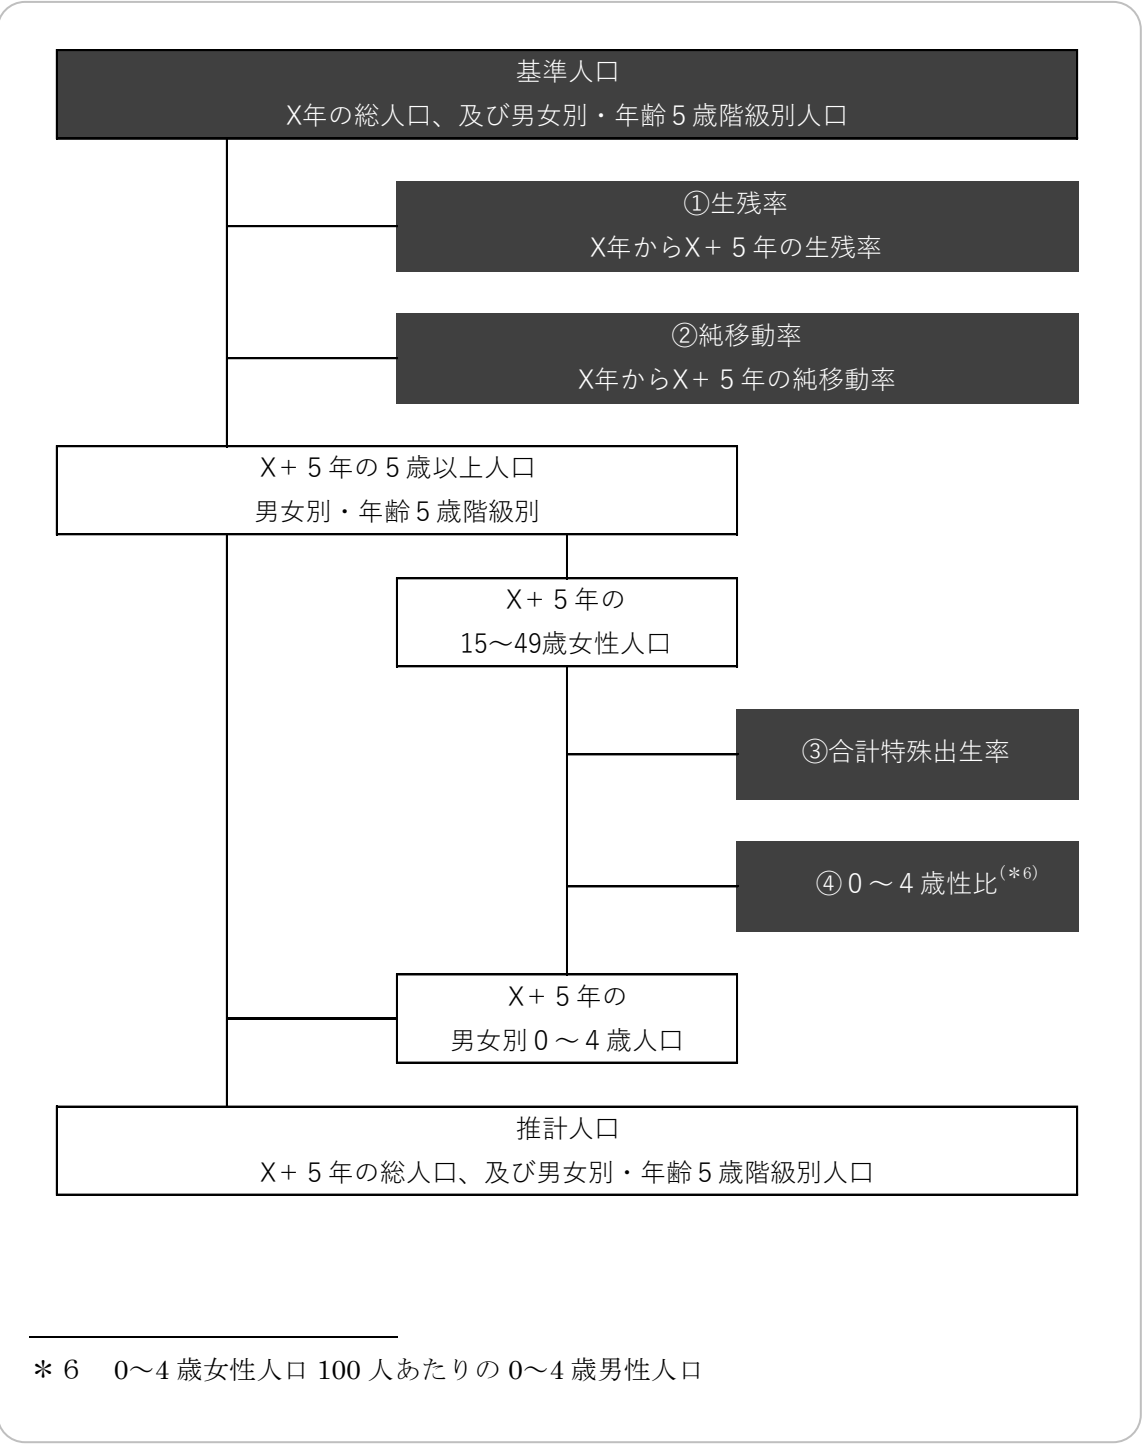 基準人口
X年の総人口、及び男女別・年齢５歳階級別人口
①生残率
X年からX＋５年の生残率
②純移動率
X年からX＋５年の純移動率
X＋５年の５歳以上人口
男女別・年齢５歳階級別
X＋５年の
15～49歳女性人口
③合計特殊出生率
④０～４歳性比(＊6)
X＋５年の
男女別０～４歳人口
推計人口
X＋５年の総人口、及び男女別・年齢５歳階級別人口
＊６　0～4 歳女性人口 100 人あたりの 0～4 歳男性人口